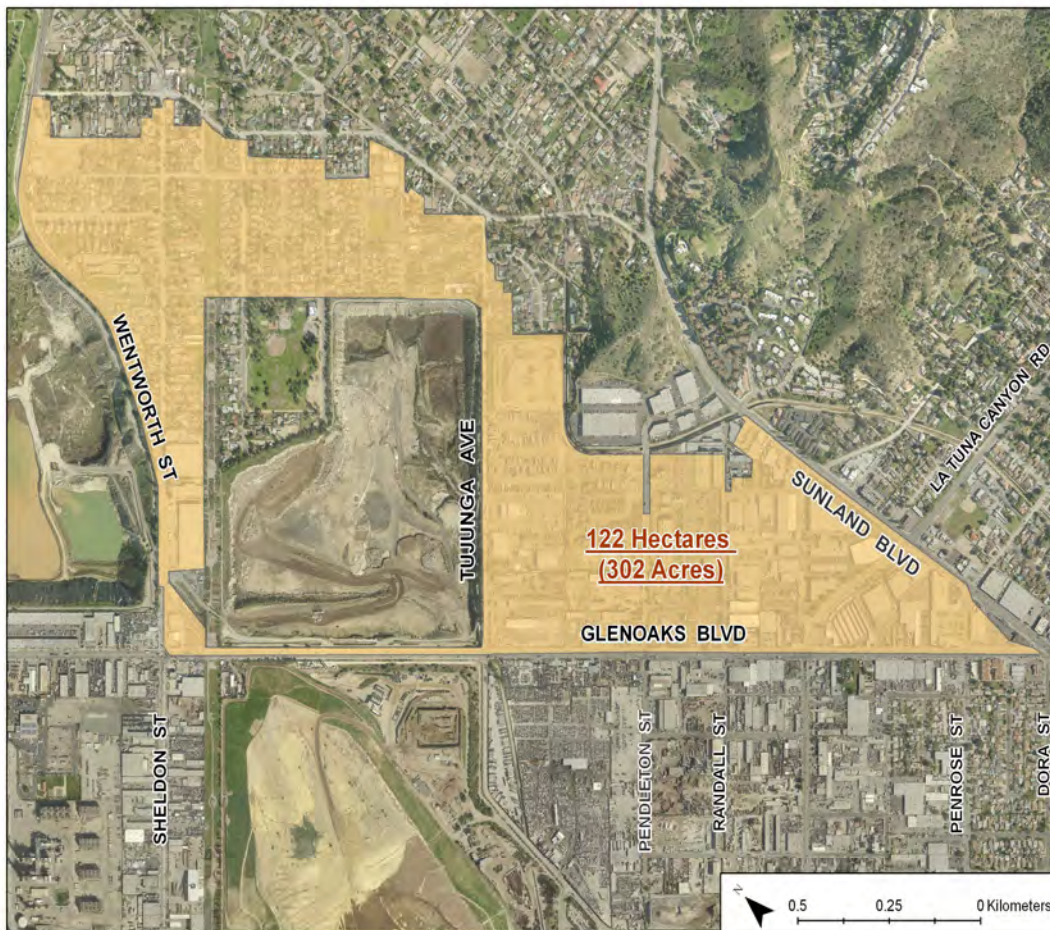 WENTWORTH ST
TUJUNGA AVE
LA TUNA CANYON RD
SUNLAND BLVD
122 Hectares
(302 Acres)
GLENOAKS BLVD
SHELDON ST
PENDLETON ST
RANDALL ST
PENROSE ST
DORA ST
N
0.5 0.25 0 Kilometers